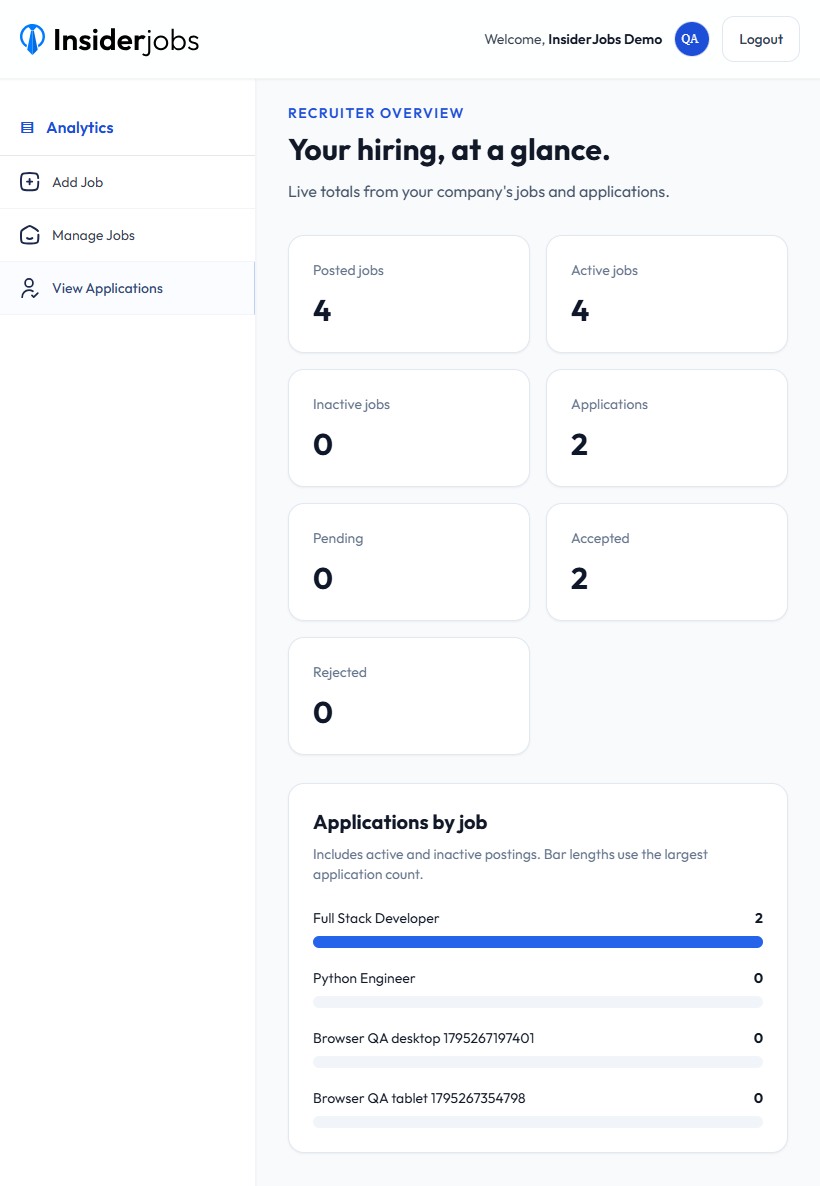 Insiderjobs
Welcome, InsiderJobs Demo
QA
Logout
Analytics
Add Job
Manage Jobs
View Applications
RECRUITER OVERVIEW
Your hiring, at a glance.
Live totals from your company's jobs and applications.
Posted jobs
4
Active jobs
4
Inactive jobs
0
Applications
2
Pending
0
Accepted
2
Rejected
0
Applications by job
Includes active and inactive postings. Bar lengths use the largest
application count.
Full Stack Developer 2
Python Engineer 0
Browser QA desktop 1795267197401 0
Browser QA tablet 1795267354798 0